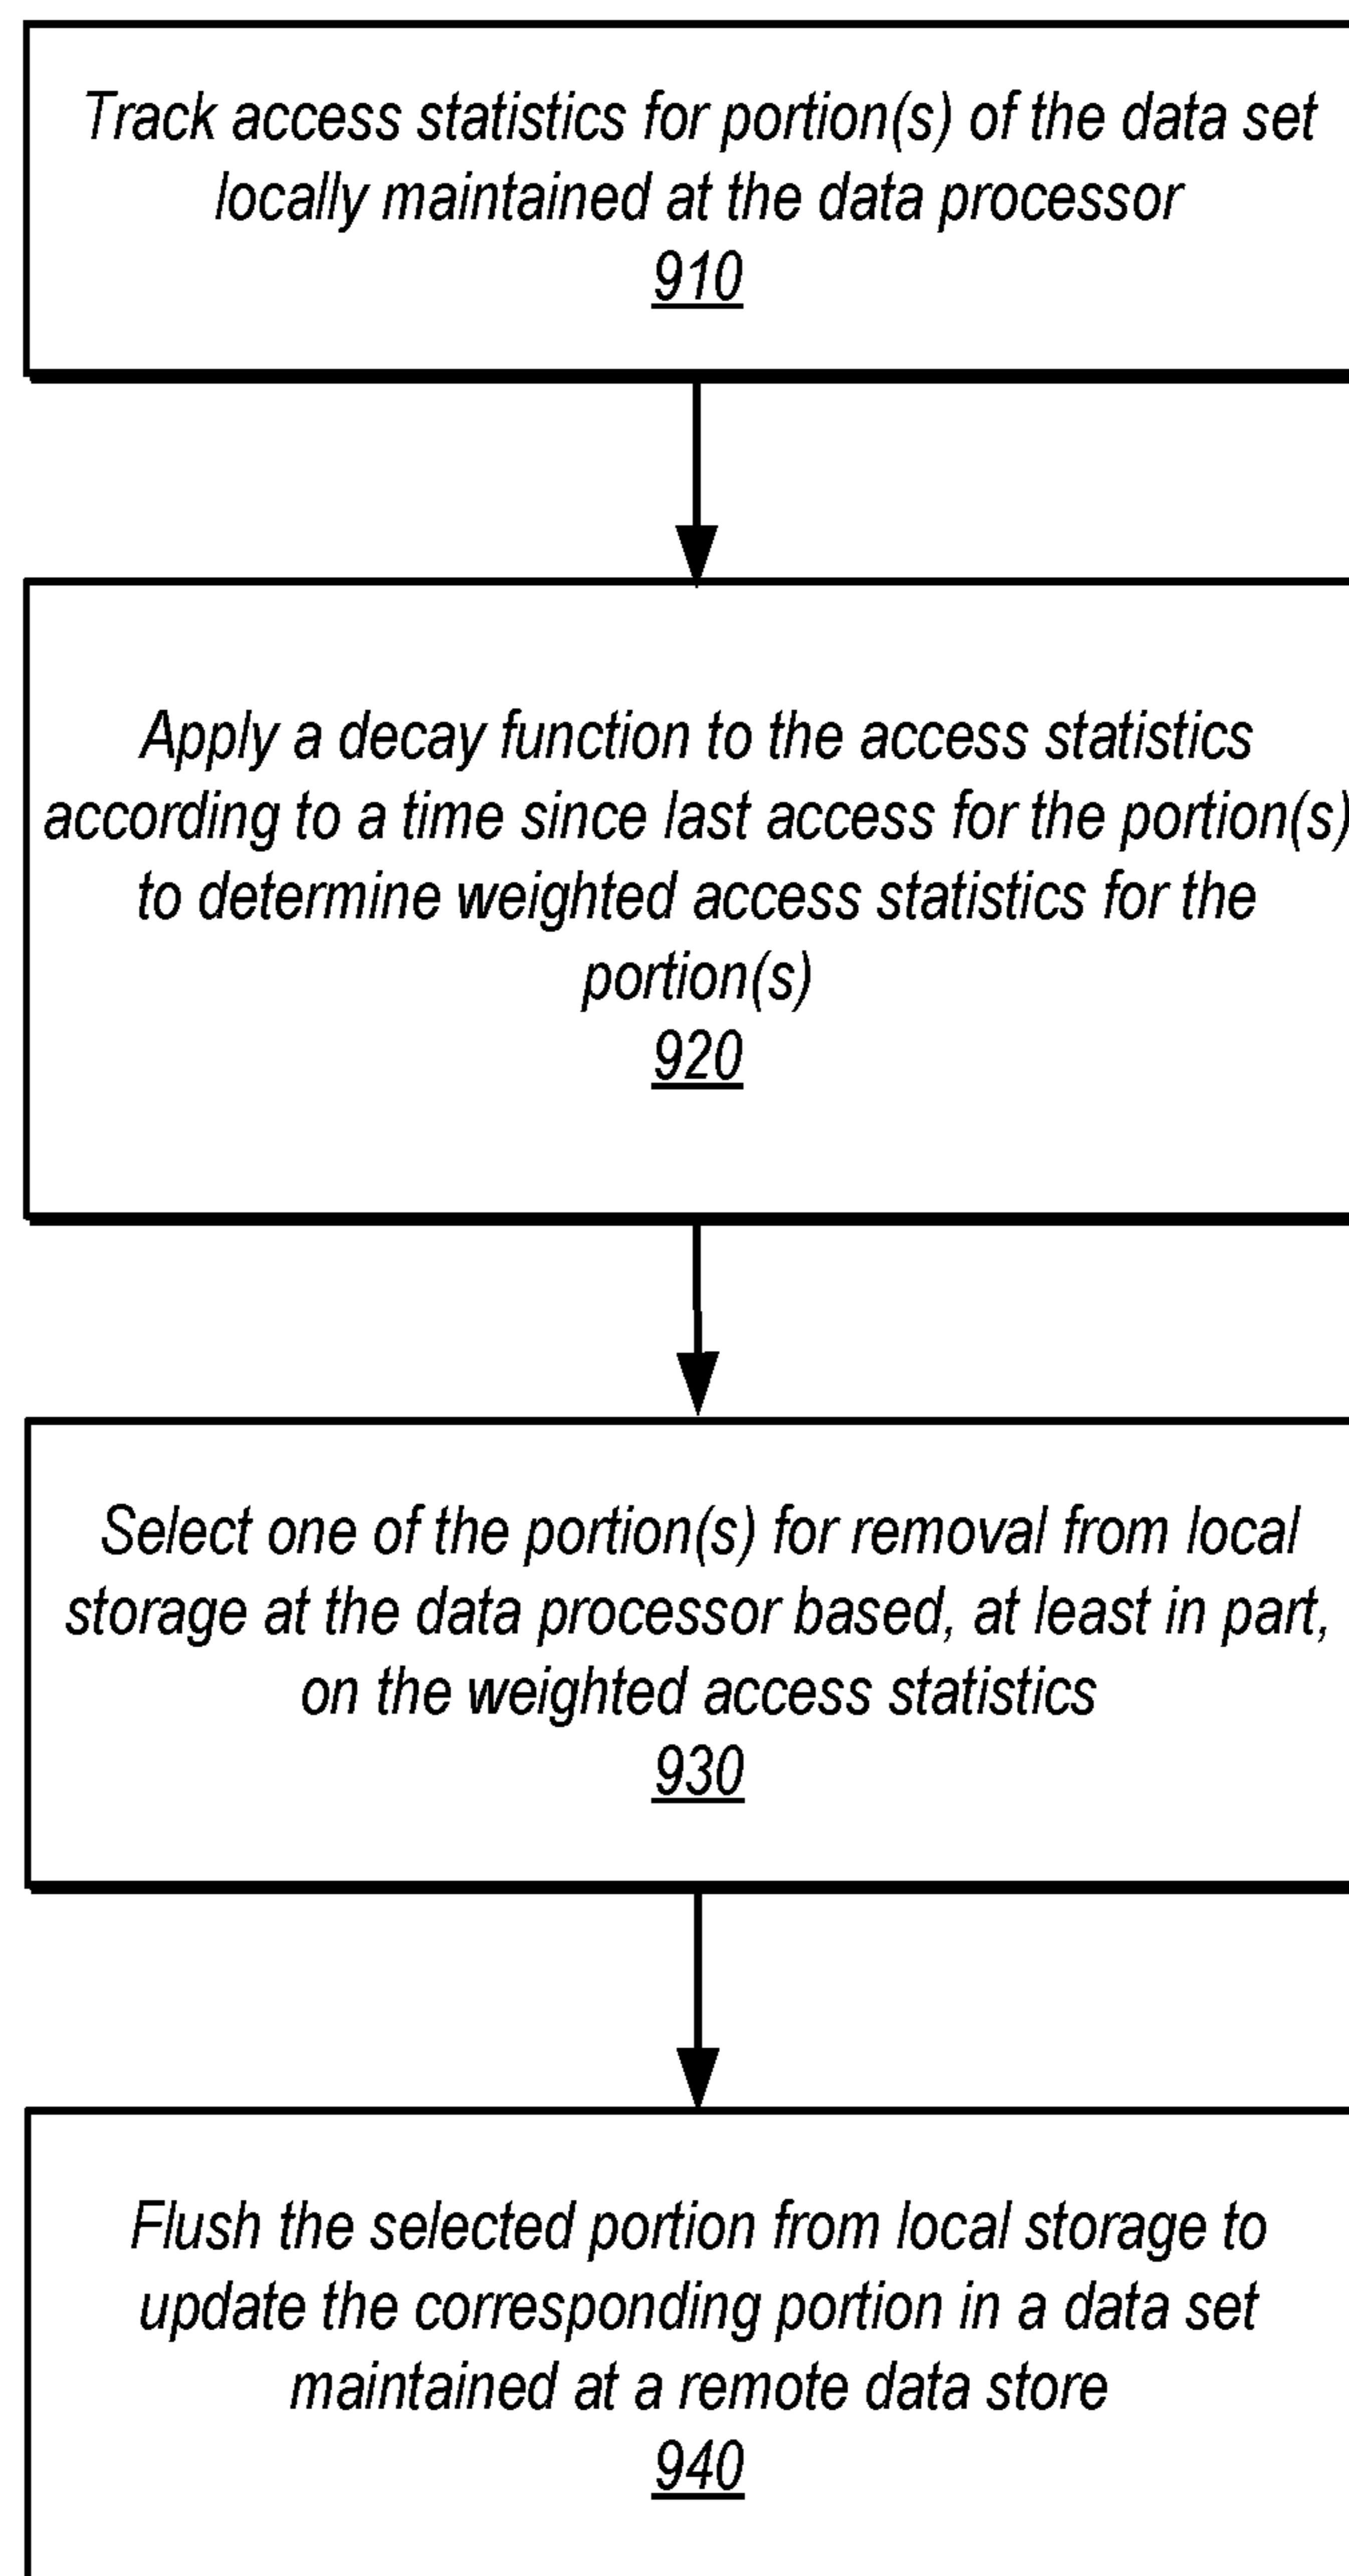 Track access statistics for portion(s) of the data set
locally maintained at the data processor
910
Apply a decay function to the access statistics
according to a time since last access for the portion(s)
to determine weighted access statistics for the
portion(s)
920
Select one of the portion(s) for removal from local
storage at the data processor based, at least in part,
on the weighted access statistics
930
Flush the selected portion from local storage to
update the corresponding portion in a data set
maintained at a remote data store
940